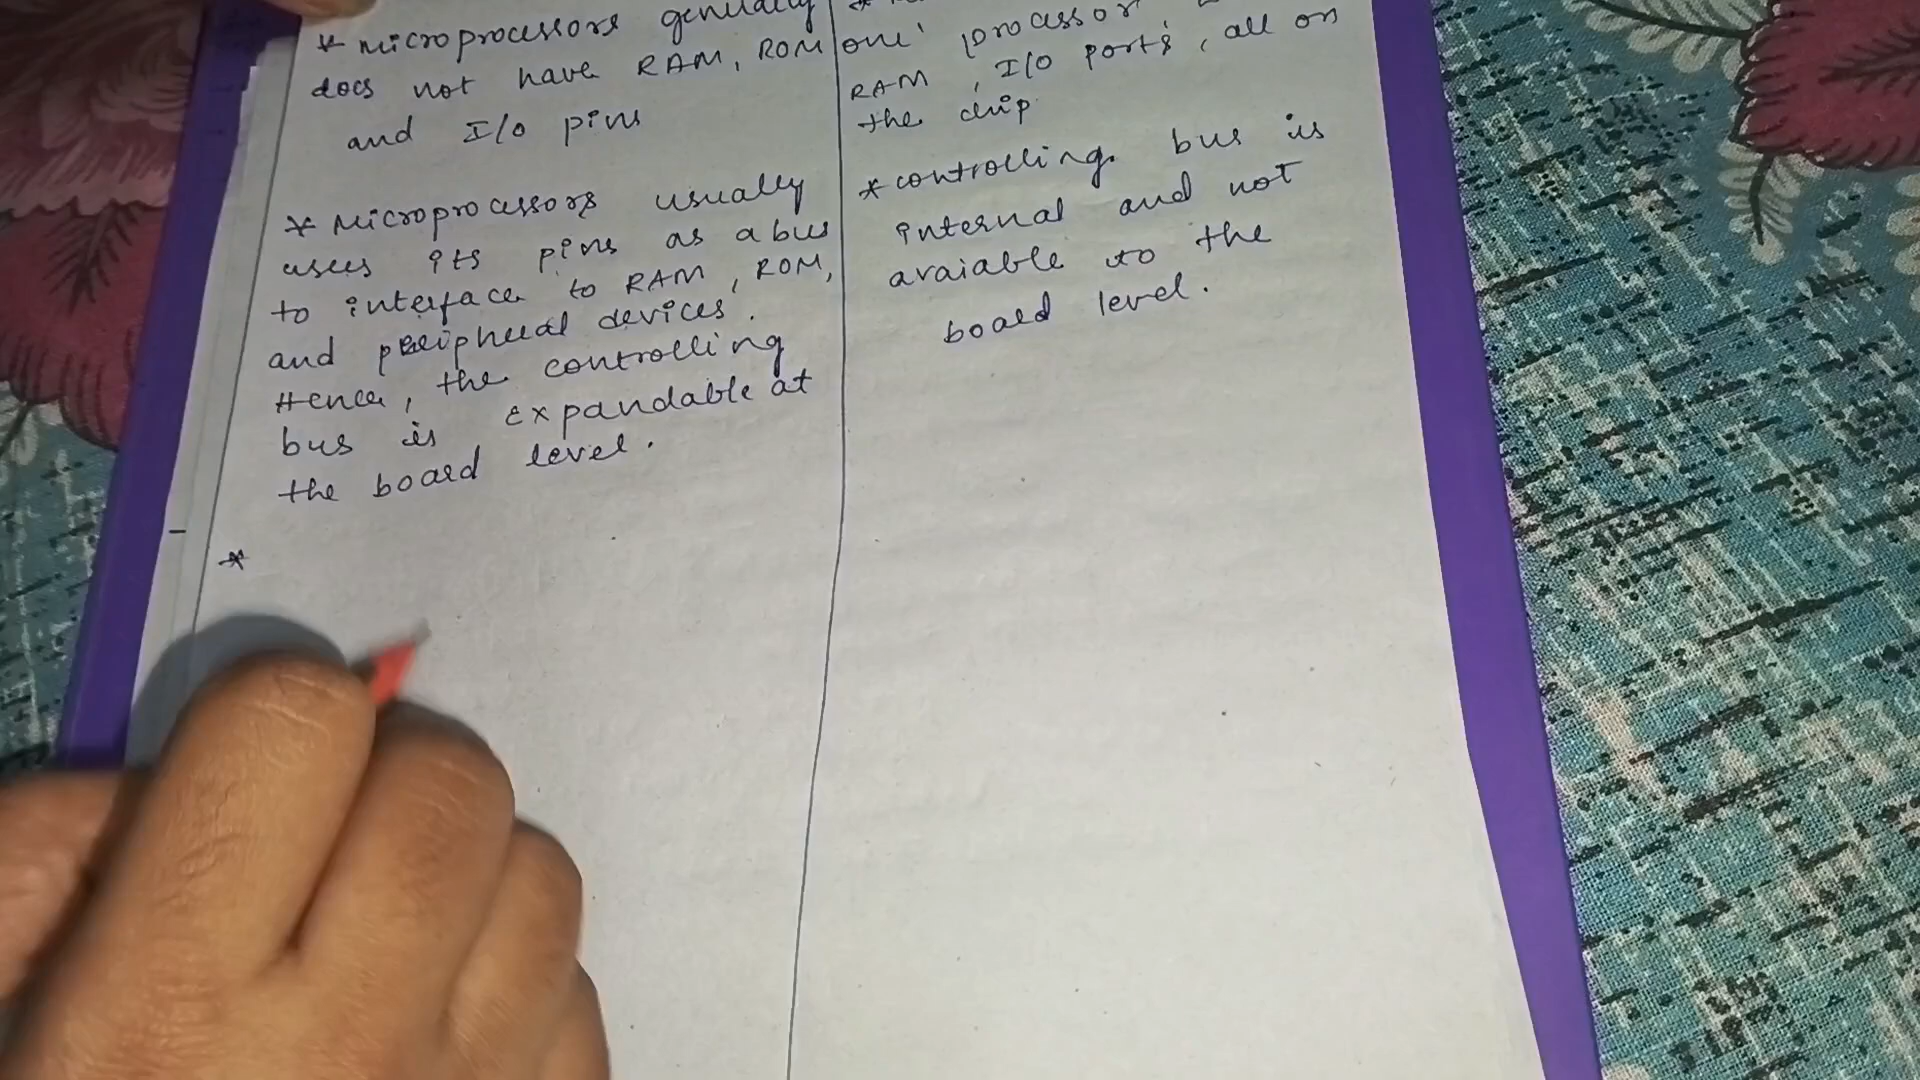 * microprocessors generally
does not have RAM, ROM
and I/o pins
* Microprocessors usually
uses its pins as a bus
to interface to RAM, ROM,
and peripheral devices.
Hence, the controlling
bus is expandable at
the board level.
*
one processor
RAM, I/o ports, all on
the chip
* controlling bus is
internal and not
avaiable to the
board level.